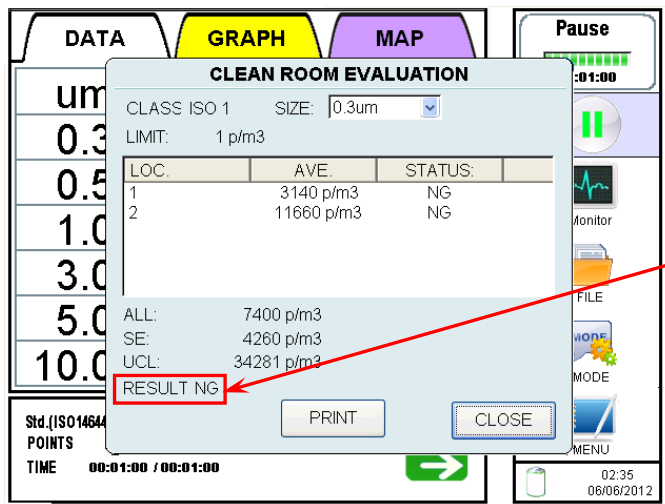 DATA
GRAPH
MAP
Pause
:01:00
um
0.3
0.5
1.0
3.0
5.0
10.0
CLEAN ROOM EVALUATION
CLASS ISO 1 SIZE: 0.3um
LIMIT: 1 p/m3
LOC. AVE. STATUS:
1 3140 p/m3 NG
2 11660 p/m3 NG
ALL: 7400 p/m3
SE: 4260 p/m3
UCL: 34281 p/m3
RESULT NG
PRINT
CLOSE
Monitor
FILE
MODE
MODE
MENU
Std.(ISO14644
POINTS
TIME 00:01:00 / 00:01:00
02:35
06/06/2012